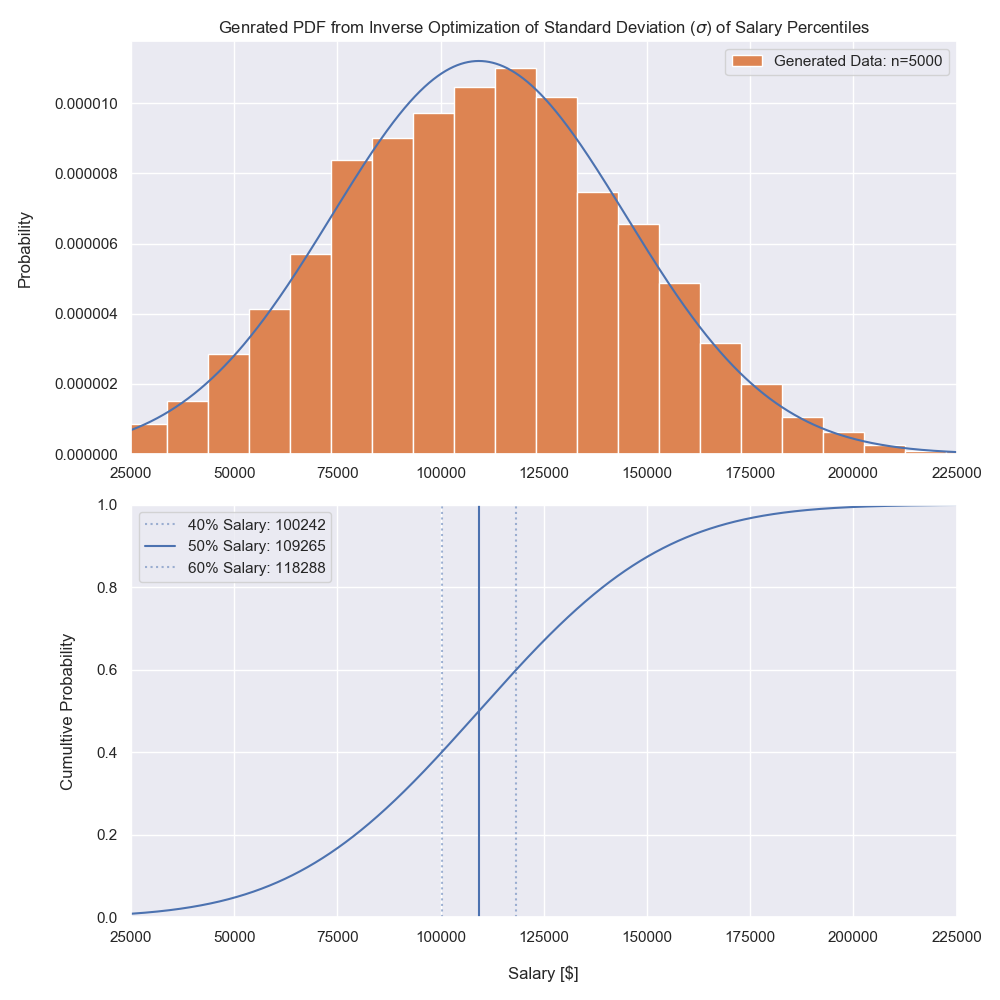 Genrated PDF from Inverse Optimization of Standard Deviation (σ) of Salary Percentiles
Generated Data: n=5000
Probability
0.000010
0.000008
0.000006
0.000004
0.000002
0.000000
25000 50000 75000 100000 125000 150000 175000 200000 225000
40% Salary: 100242
50% Salary: 109265
60% Salary: 118288
Cumultive Probability
1.0
0.8
0.6
0.4
0.2
0.0
25000 50000 75000 100000 125000 150000 175000 200000 225000
Salary [$]